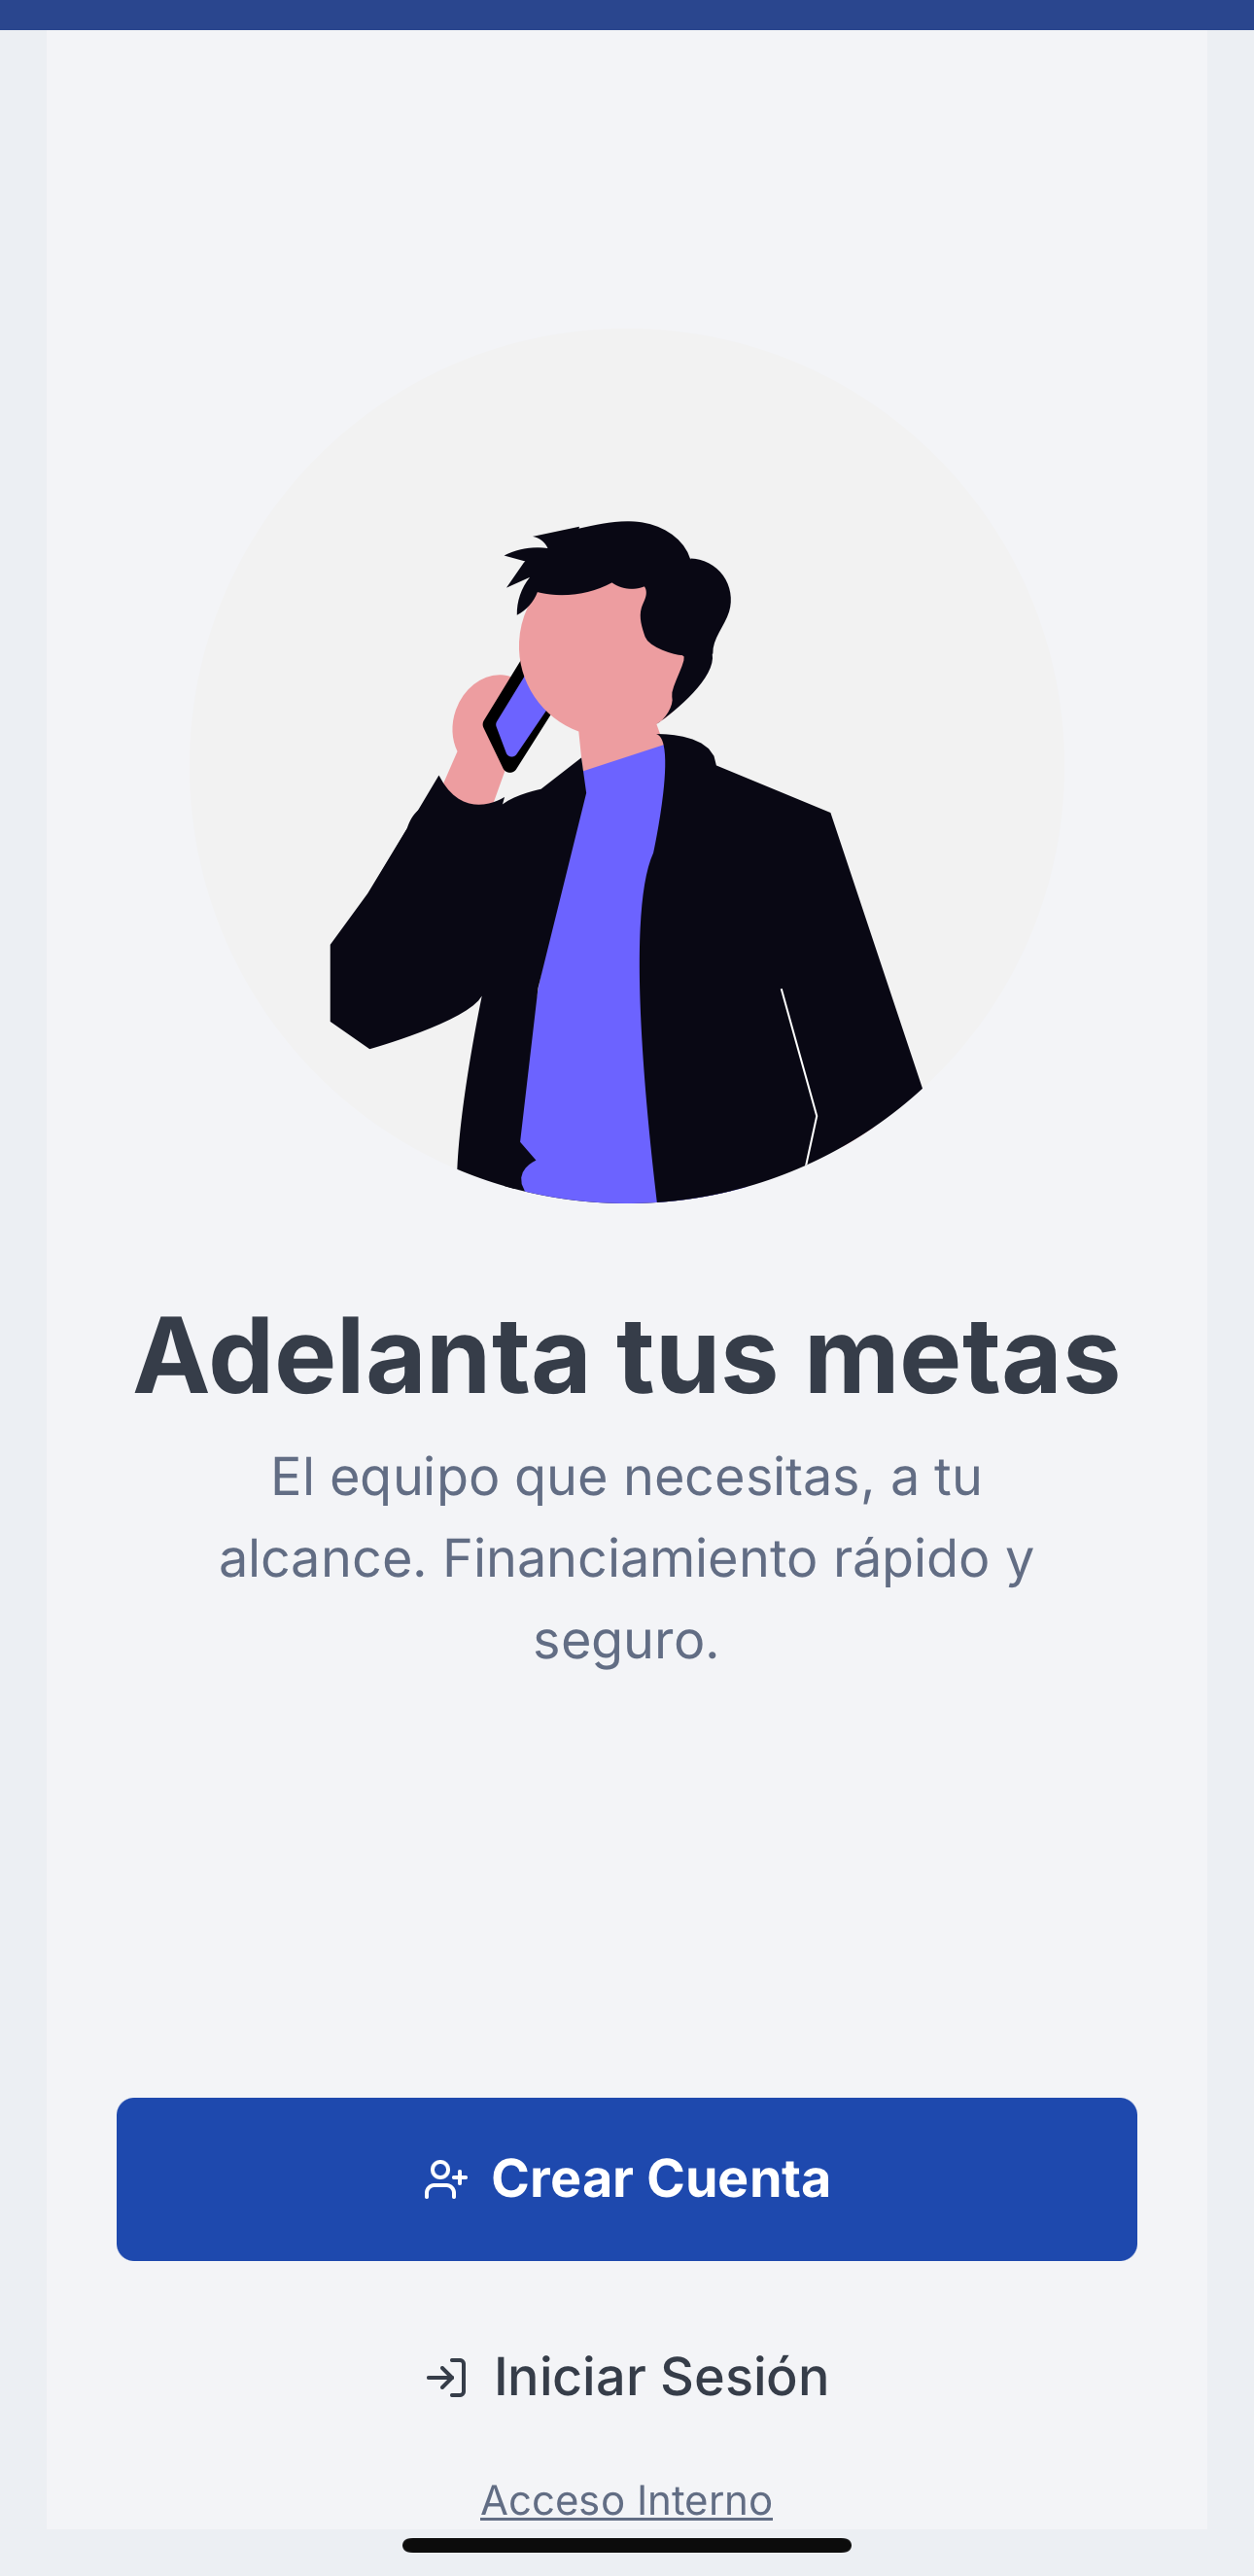 Adelanta tus metas
El equipo que necesitas, a tu
alcance. Financiamiento rápido y
seguro.
Crear Cuenta
Iniciar Sesión
Acceso Interno